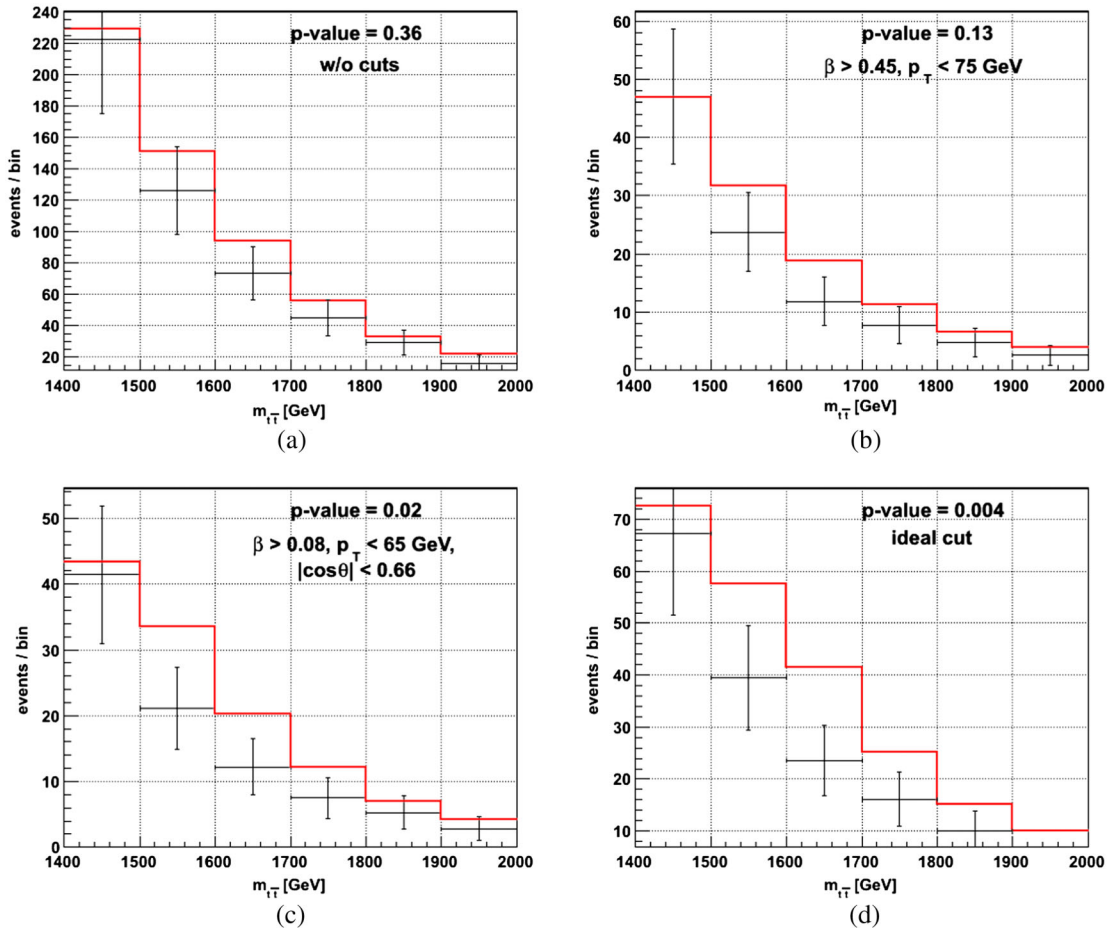 p-value = 0.36
w/o cuts
events / bin
240
220
200
180
160
140
120
100
80
60
40
20
1400 1500 1600 1700 1800 1900 2000
m_{t t̅} [GeV]
(a)
p-value = 0.13
β > 0.45, p_T < 75 GeV
events / bin
60
50
40
30
20
10
0
1400 1500 1600 1700 1800 1900 2000
m_{t t̅} [GeV]
(b)
p-value = 0.02
β > 0.08, p_T < 65 GeV,
|cosθ| < 0.66
events / bin
50
40
30
20
10
0
1400 1500 1600 1700 1800 1900 2000
m_{t t̅} [GeV]
(c)
p-value = 0.004
ideal cut
events / bin
70
60
50
40
30
20
10
1400 1500 1600 1700 1800 1900 2000
m_{t t̅} [GeV]
(d)